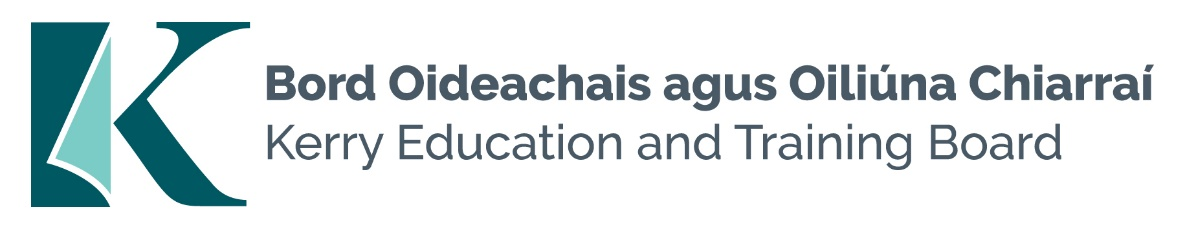 Bord Oideachais agus Oiliúna Chiarraí
Kerry Education and Training Board